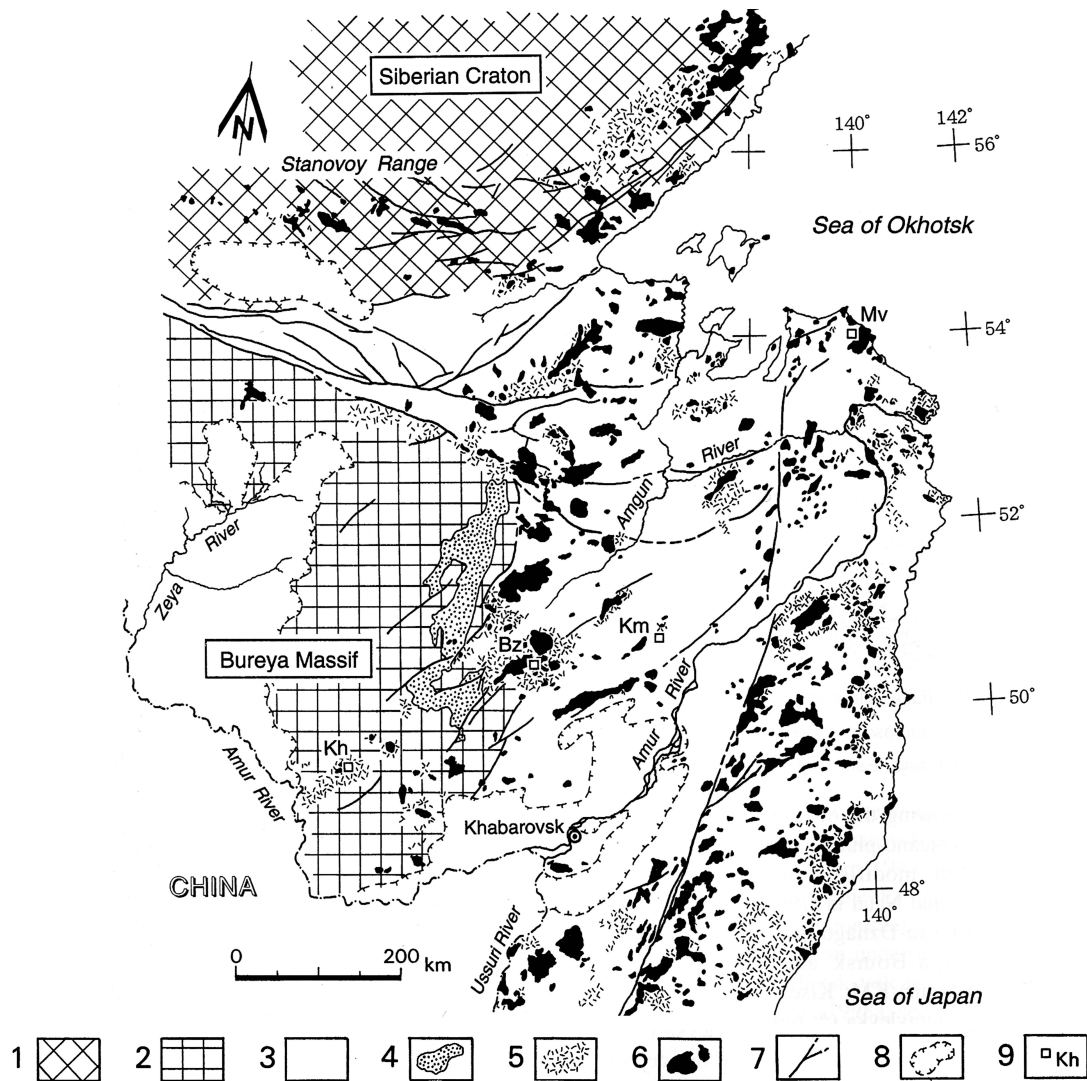 Siberian Craton
N
Stanovoy Range
140°
142°
56°
Sea of Okhotsk
Mv
54°
River
Amgun
52°
River
Zeya
Km
Bz
Bureya Massif
River
50°
Amur
Kh
Amur River
Khabarovsk
CHINA
48°
140°
0
200 km
Ussuri River
Sea of Japan
1
2
3
4
5
6
7
8
9
Kh